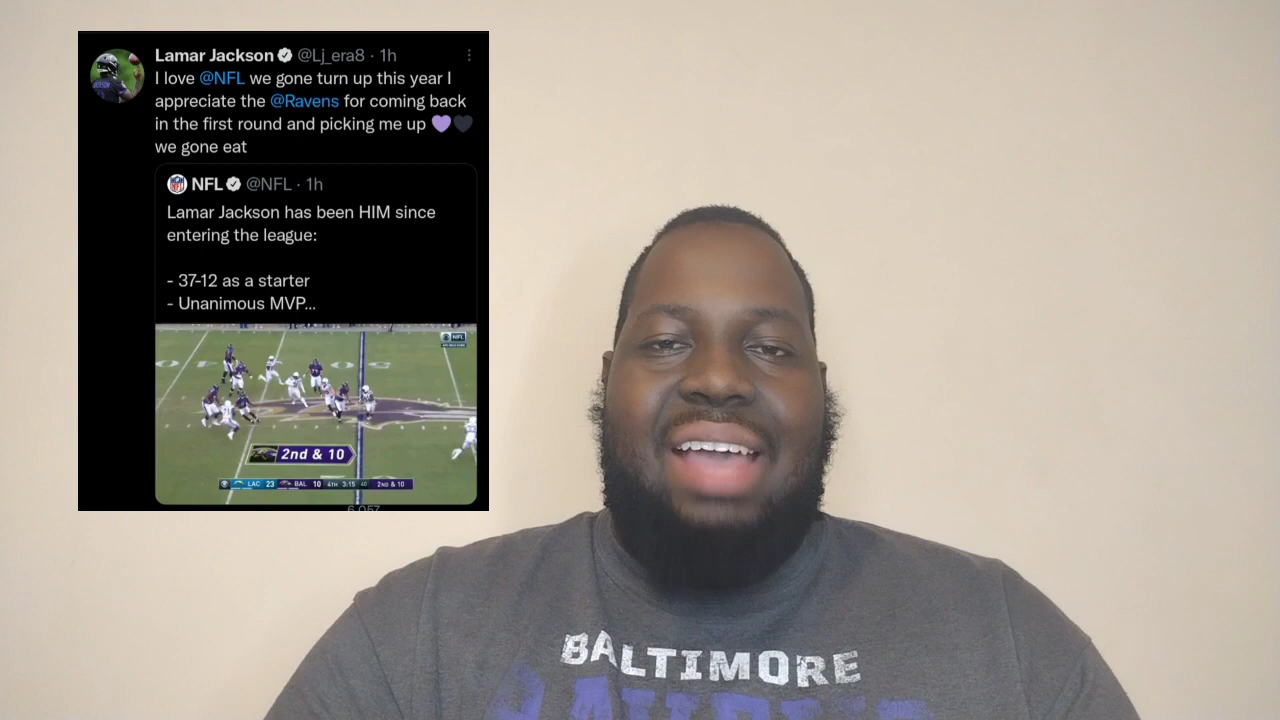 Lamar Jackson @Lj_era8 · 1h
I love @NFL we gone turn up this year I
appreciate the @Ravens for coming back
in the first round and picking me up 💜🖤
we gone eat
NFL @NFL · 1h
Lamar Jackson has been HIM since
entering the league:
- 37-12 as a starter
- Unanimous MVP...
NFL
2nd & 10
LAC 23 BAL 10 4TH 3:15 40 2ND & 10
BALTIMORE
RAVENS